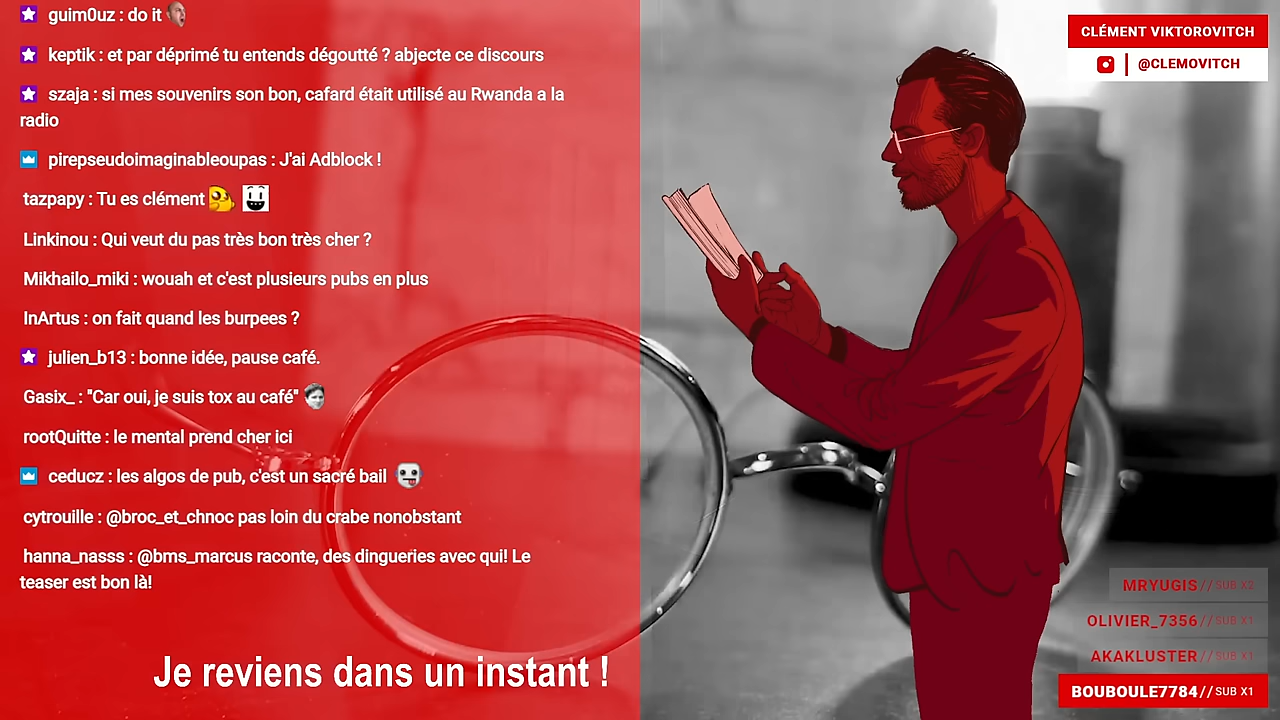 guim0uz : do it
keptik : et par déprimé tu entends dégoutté ? abjecte ce discours
szaja : si mes souvenirs son bon, cafard était utilisé au Rwanda a la
radio
pirepseudoimaginableoupas : J'ai Adblock !
tazpapy : Tu es clément
Linkinou : Qui veut du pas très bon très cher ?
Mikhailo_miki : wouah et c'est plusieurs pubs en plus
InArtus : on fait quand les burpees ?
julien_b13 : bonne idée, pause café.
Gasix_ : "Car oui, je suis tox au café"
rootQuitte : le mental prend cher ici
ceducz : les algos de pub, c'est un sacré bail
cytrouille : @broc_et_chnoc pas loin du crabe nonobstant
hanna_nasss : @bms_marcus raconte, des dingueries avec qui! Le
teaser est bon là!
Je reviens dans un instant !
CLÉMENT VIKTOROVITCH
@CLEMOVITCH
MRYUGIS // SUB X2
OLIVIER_7356 // SUB X1
AKAKLUSTER // SUB X1
BOUBOULE7784 // SUB X1